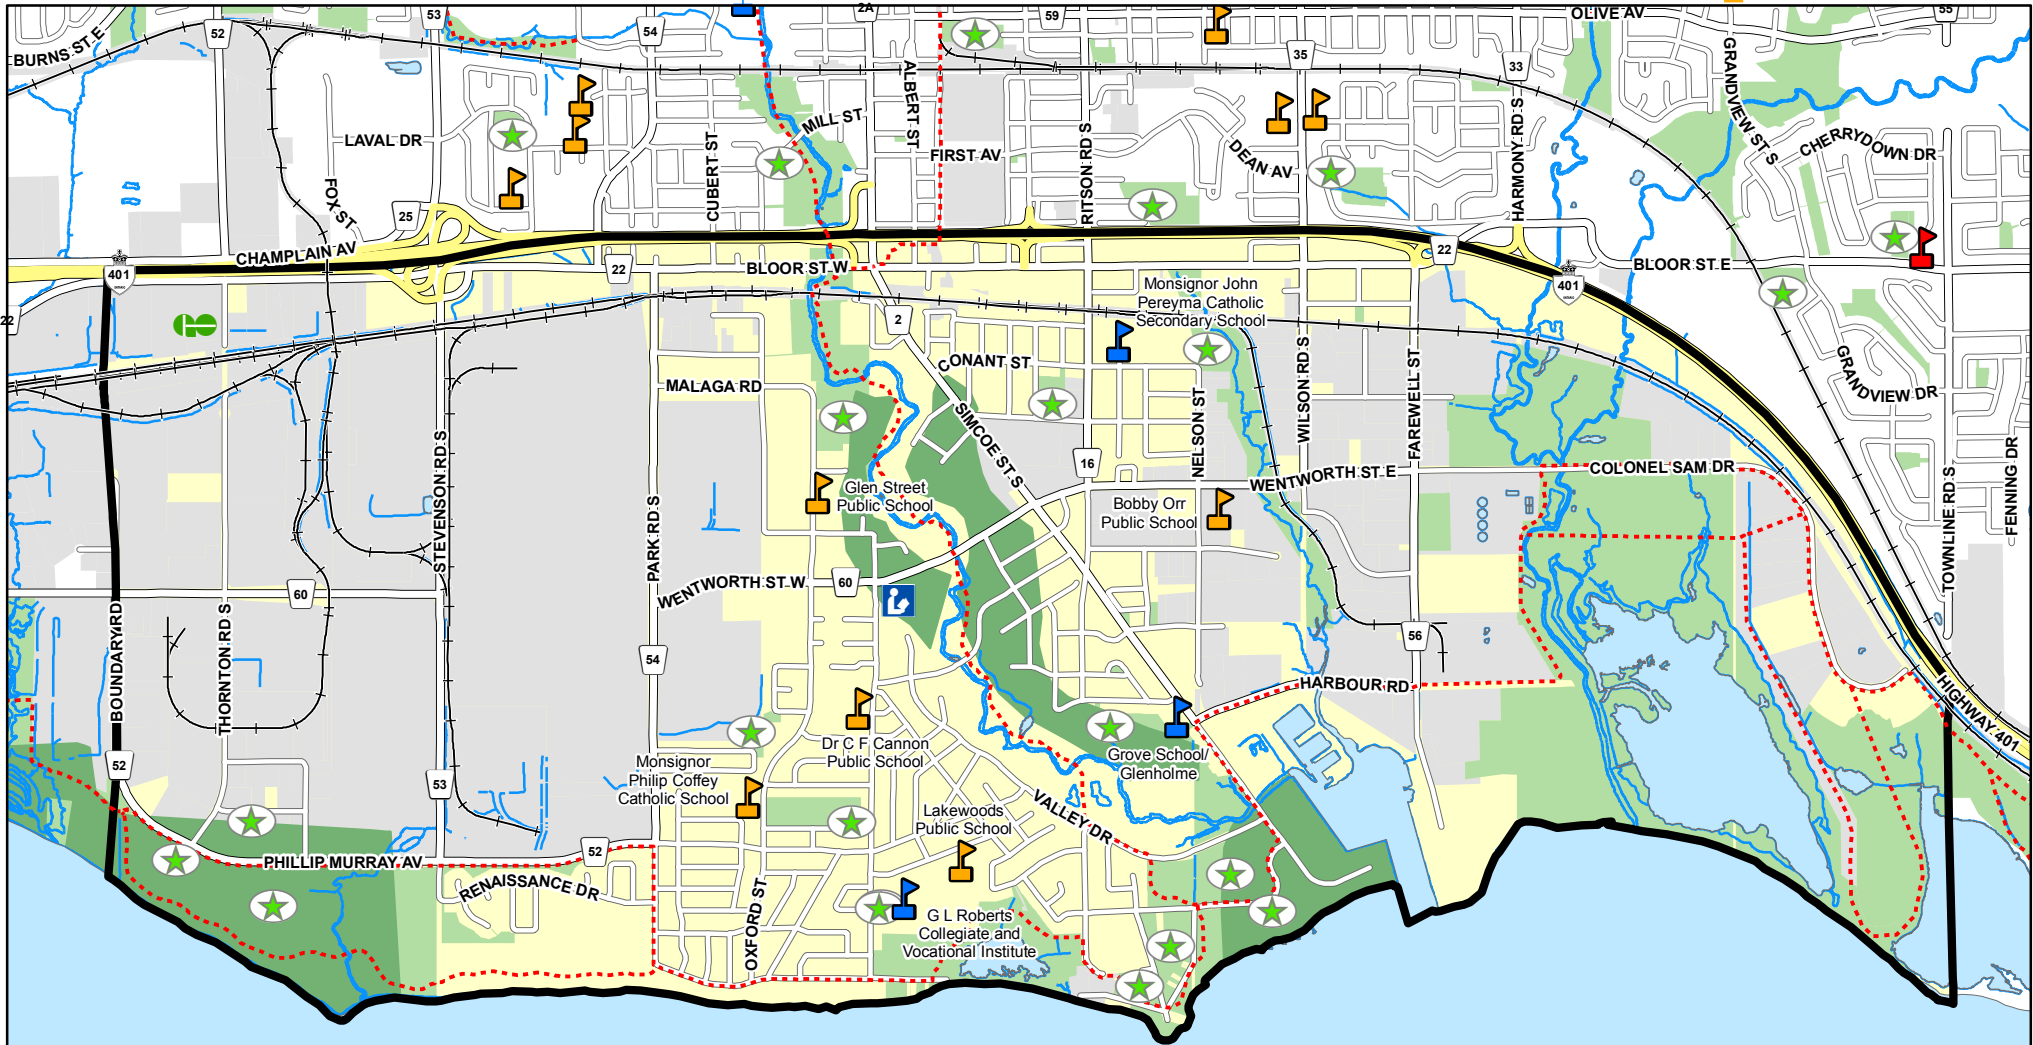 53
2A
59
OLIVE AV
55
52
54
BURNS ST E
35
33
ALBERT ST
GRANDVIEW ST S
MILL ST
LAVAL DR
CUBERT ST
FIRST AV
RITSON RD S
DEAN AV
HARMONY RD S
CHERRYDOWN DR
FOX ST
25
CHAMPLAIN AV
401
22
BLOOR ST W
22
401
BLOOR ST E
22
2
Monsignor John
Pereyma Catholic
Secondary School
CONANT ST
MALAGA RD
SIMCOE ST S
NELSON ST
WILSON RD S
FAREWELL ST
GRANDVIEW DR
STEVENSON RD S
PARK RD S
16
WENTWORTH ST E
COLONEL SAM DR
TOWNLINE RD S
FENNING DR
Glen Street
Public School
Bobby Orr
Public School
60
WENTWORTH ST W
60
BOUNDARY RD
THORNTON RD S
54
56
HARBOUR RD
HIGHWAY 401
Dr C F Cannon
Public School
Grove School/
Glenholme
52
53
Monsignor
Philip Coffey
Catholic School
Lakewoods
Public School
VALLEY DR
PHILLIP MURRAY AV
52
RENAISSANCE DR
OXFORD ST
G L Roberts
Collegiate and
Vocational Institute